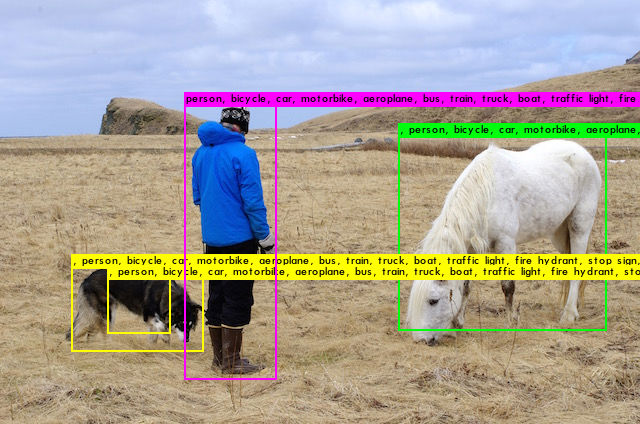 person, bicycle, car, motorbike, aeroplane, bus, train, truck, boat, traffic light, fire
, person, bicycle, car, motorbike, aeroplane,
, person, bicycle, car, motorbike, aeroplane, bus, train, truck, boat, traffic light, fire hydrant, stop sign,
, person, bicycle, car, motorbike, aeroplane, bus, train, truck, boat, traffic light, fire hydrant, sto